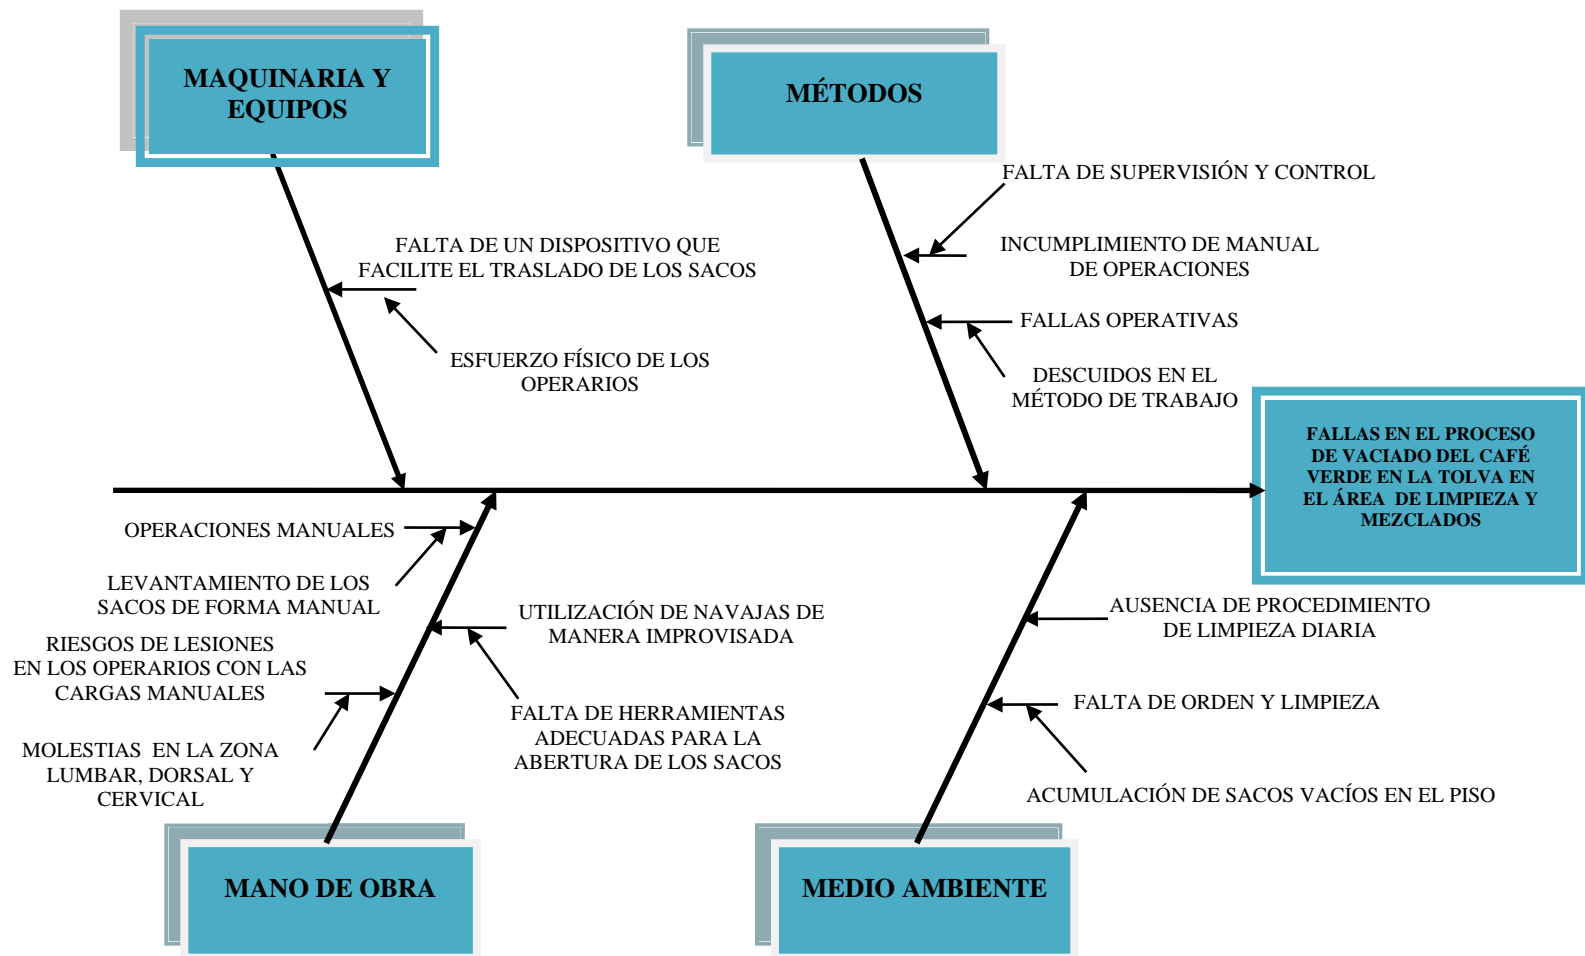 MAQUINARIA Y
EQUIPOS
MÉTODOS
FALTA DE SUPERVISIÓN Y CONTROL
FALTA DE UN DISPOSITIVO QUE
FACILITE EL TRASLADO DE LOS SACOS
INCUMPLIMIENTO DE MANUAL
DE OPERACIONES
FALLAS OPERATIVAS
ESFUERZO FÍSICO DE LOS
OPERARIOS
DESCUIDOS EN EL
MÉTODO DE TRABAJO
FALLAS EN EL PROCESO
DE VACIADO DEL CAFÉ
VERDE EN LA TOLVA EN
EL ÁREA DE LIMPIEZA Y
MEZCLADOS
OPERACIONES MANUALES
LEVANTAMIENTO DE LOS
SACOS DE FORMA MANUAL
UTILIZACIÓN DE NAVAJAS DE
MANERA IMPROVISADA
AUSENCIA DE PROCEDIMIENTO
DE LIMPIEZA DIARIA
RIESGOS DE LESIONES
EN LOS OPERARIOS CON LAS
CARGAS MANUALES
FALTA DE HERRAMIENTAS
ADECUADAS PARA LA
ABERTURA DE LOS SACOS
FALTA DE ORDEN Y LIMPIEZA
MOLESTIAS EN LA ZONA
LUMBAR, DORSAL Y
CERVICAL
ACUMULACIÓN DE SACOS VACÍOS EN EL PISO
MANO DE OBRA
MEDIO AMBIENTE